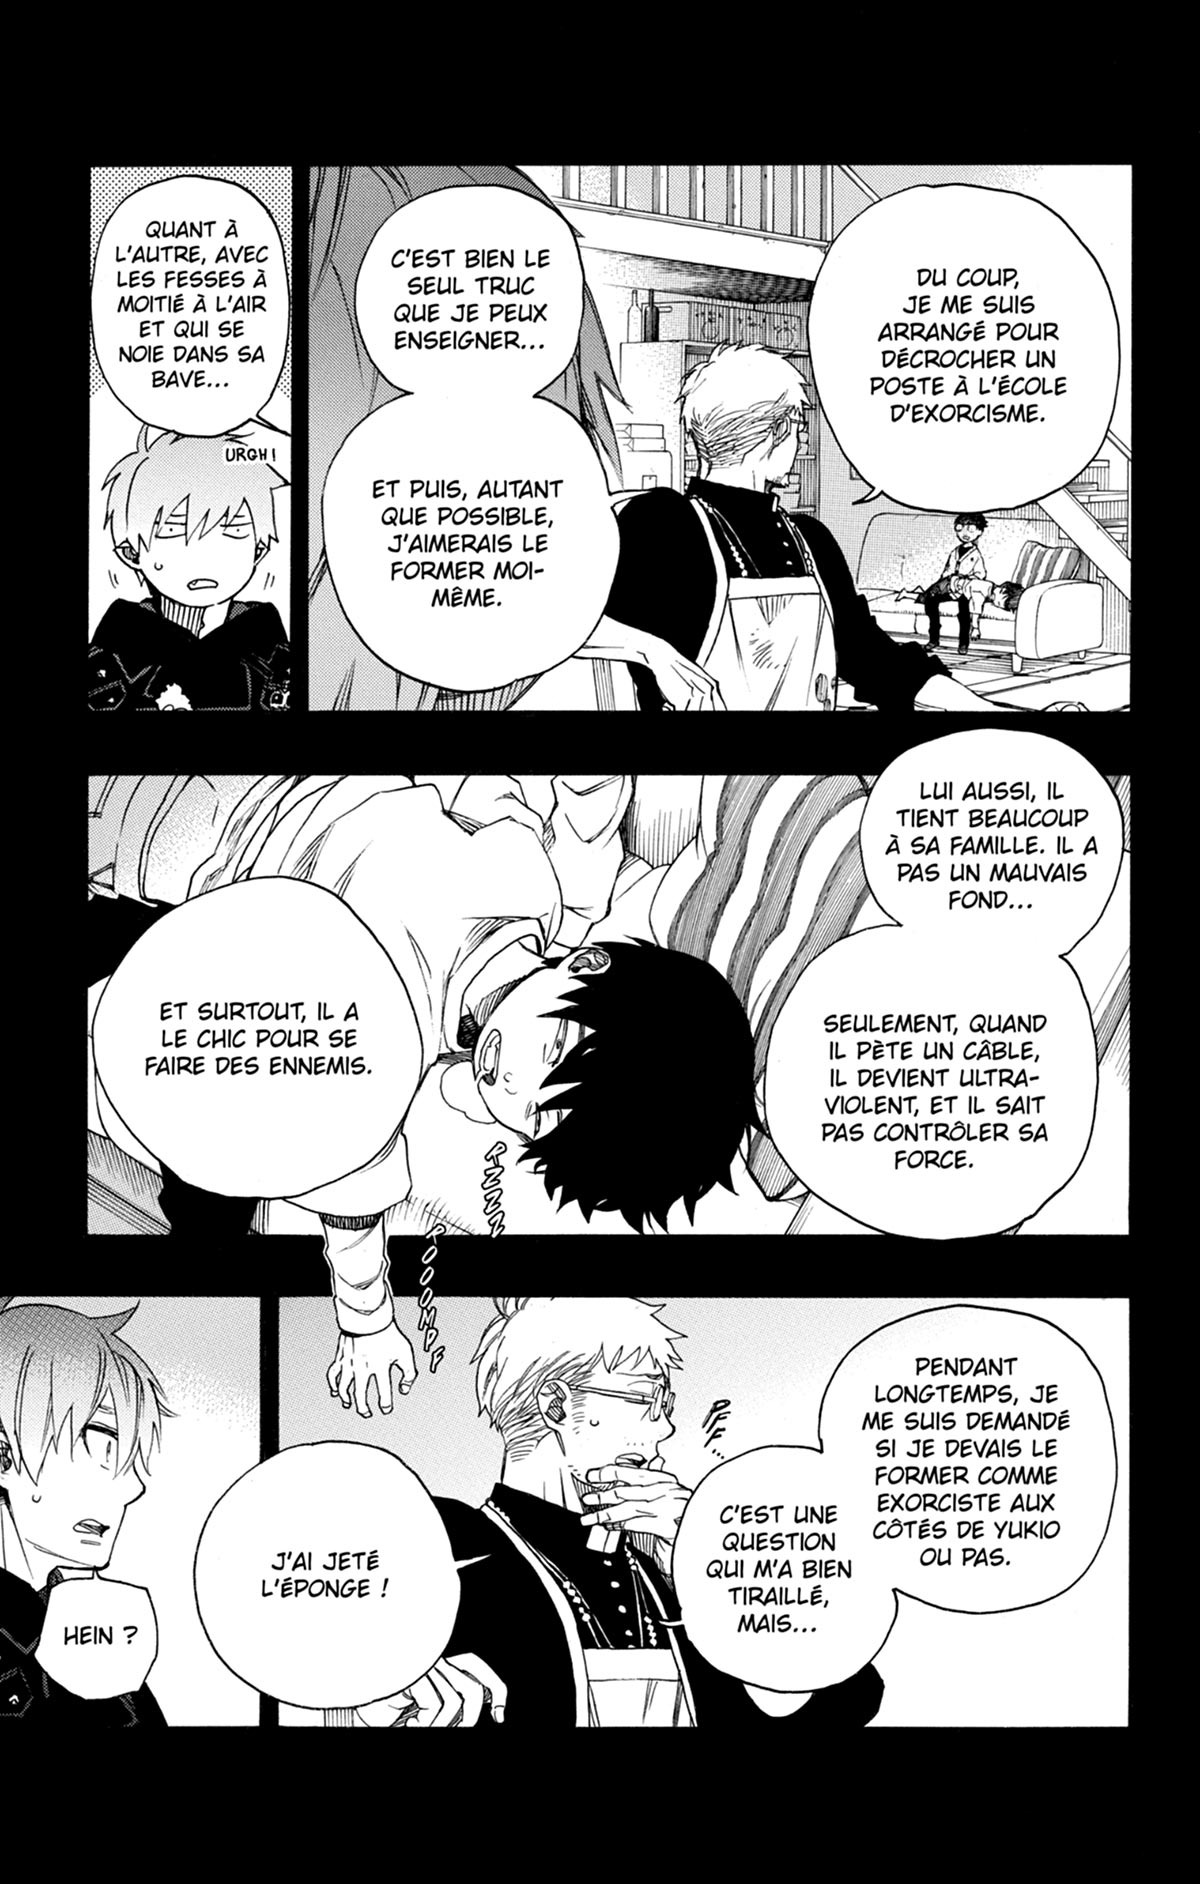 DU COUP,
JE ME SUIS
ARRANGÉ POUR
DÉCROCHER UN
POSTE À L'ÉCOLE
D'EXORCISME.
C'EST BIEN LE
SEUL TRUC
QUE JE PEUX
ENSEIGNER...
ET PUIS, AUTANT
QUE POSSIBLE,
J'AIMERAIS LE
FORMER MOI-
MÊME.
QUANT À
L'AUTRE, AVEC
LES FESSES À
MOITIÉ À L'AIR
ET QUI SE
NOIE DANS SA
BAVE...
URGH !
LUI AUSSI, IL
TIENT BEAUCOUP
À SA FAMILLE. IL A
PAS UN MAUVAIS
FOND...
SEULEMENT, QUAND
IL PÈTE UN CÂBLE,
IL DEVIENT ULTRA-
VIOLENT, ET IL SAIT
PAS CONTRÔLER SA
FORCE.
ET SURTOUT, IL A
LE CHIC POUR SE
FAIRE DES ENNEMIS.
RZZZZ
ROOOMPF
PENDANT
LONGTEMPS, JE
ME SUIS DEMANDÉ
SI JE DEVAIS LE
FORMER COMME
EXORCISTE AUX
CÔTÉS DE YUKIO
OU PAS.
PFF...
C'EST UNE
QUESTION
QUI M'A BIEN
TIRAILLÉ,
MAIS...
J'AI JETÉ
L'ÉPONGE !
HEIN ?